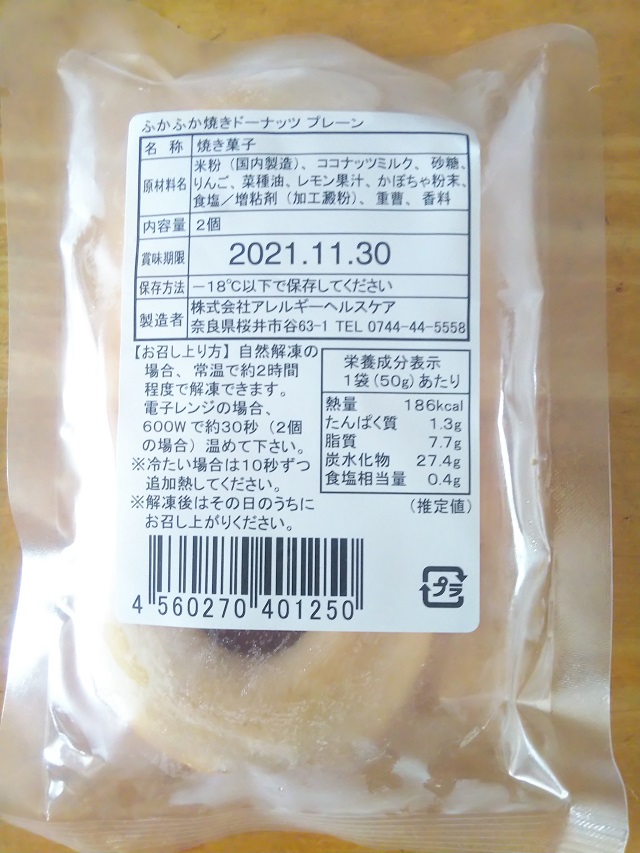 ふかふか焼きドーナッツ プレーン
名 称 焼き菓子
原材料名 米粉（国内製造）、ココナッツミルク、砂糖、
りんご、菜種油、レモン果汁、かぼちゃ粉末、
食塩／増粘剤（加工澱粉）、重曹、香料
内容量 2個
賞味期限 2021.11.30
保存方法 －18℃以下で保存してください
製造者 株式会社アレルギーヘルスケア
奈良県桜井市谷63-1 TEL 0744-44-5558
【お召し上り方】自然解凍の
場合、常温で約2時間
程度で解凍できます。
電子レンジの場合、
600Wで約30秒（2個
の場合）温めて下さい。
※冷たい場合は10秒ずつ
追加熱してください。
※解凍後はその日のうちに
お召し上がりください。
栄養成分表示
1袋（50g）あたり
熱量 186kcal
たんぱく質 1.3g
脂質 7.7g
炭水化物 27.4g
食塩相当量 0.4g
（推定値）
4 560270 401250
プラ